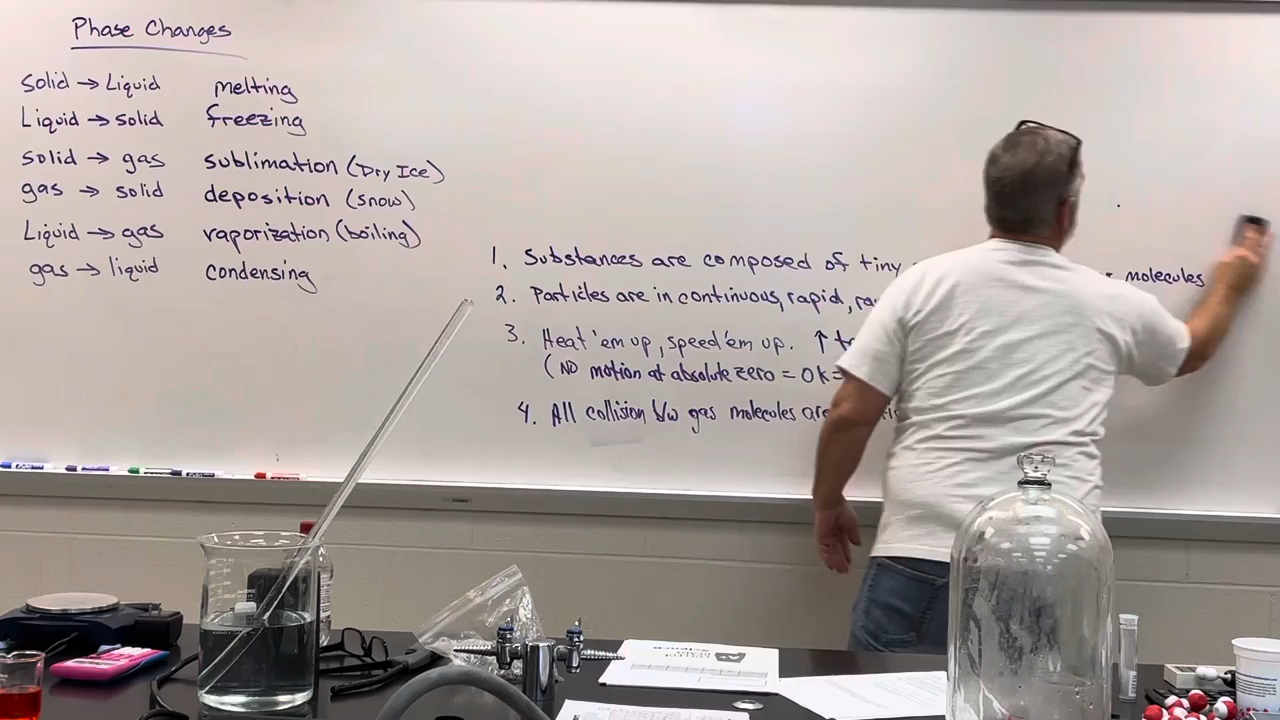 Phase Changes
solid → Liquid melting
Liquid → solid freezing
solid → gas sublimation (Dry Ice)
gas → solid deposition (snow)
Liquid → gas vaporization (boiling)
gas → liquid condensing
1. Substances are composed of tiny molecules
2. Particles are in continuous, rapid,
3. Heat 'em up, speed 'em up. ↑
(NO motion at absolute zero = 0 K =
4. All collision b/w gas molecules are